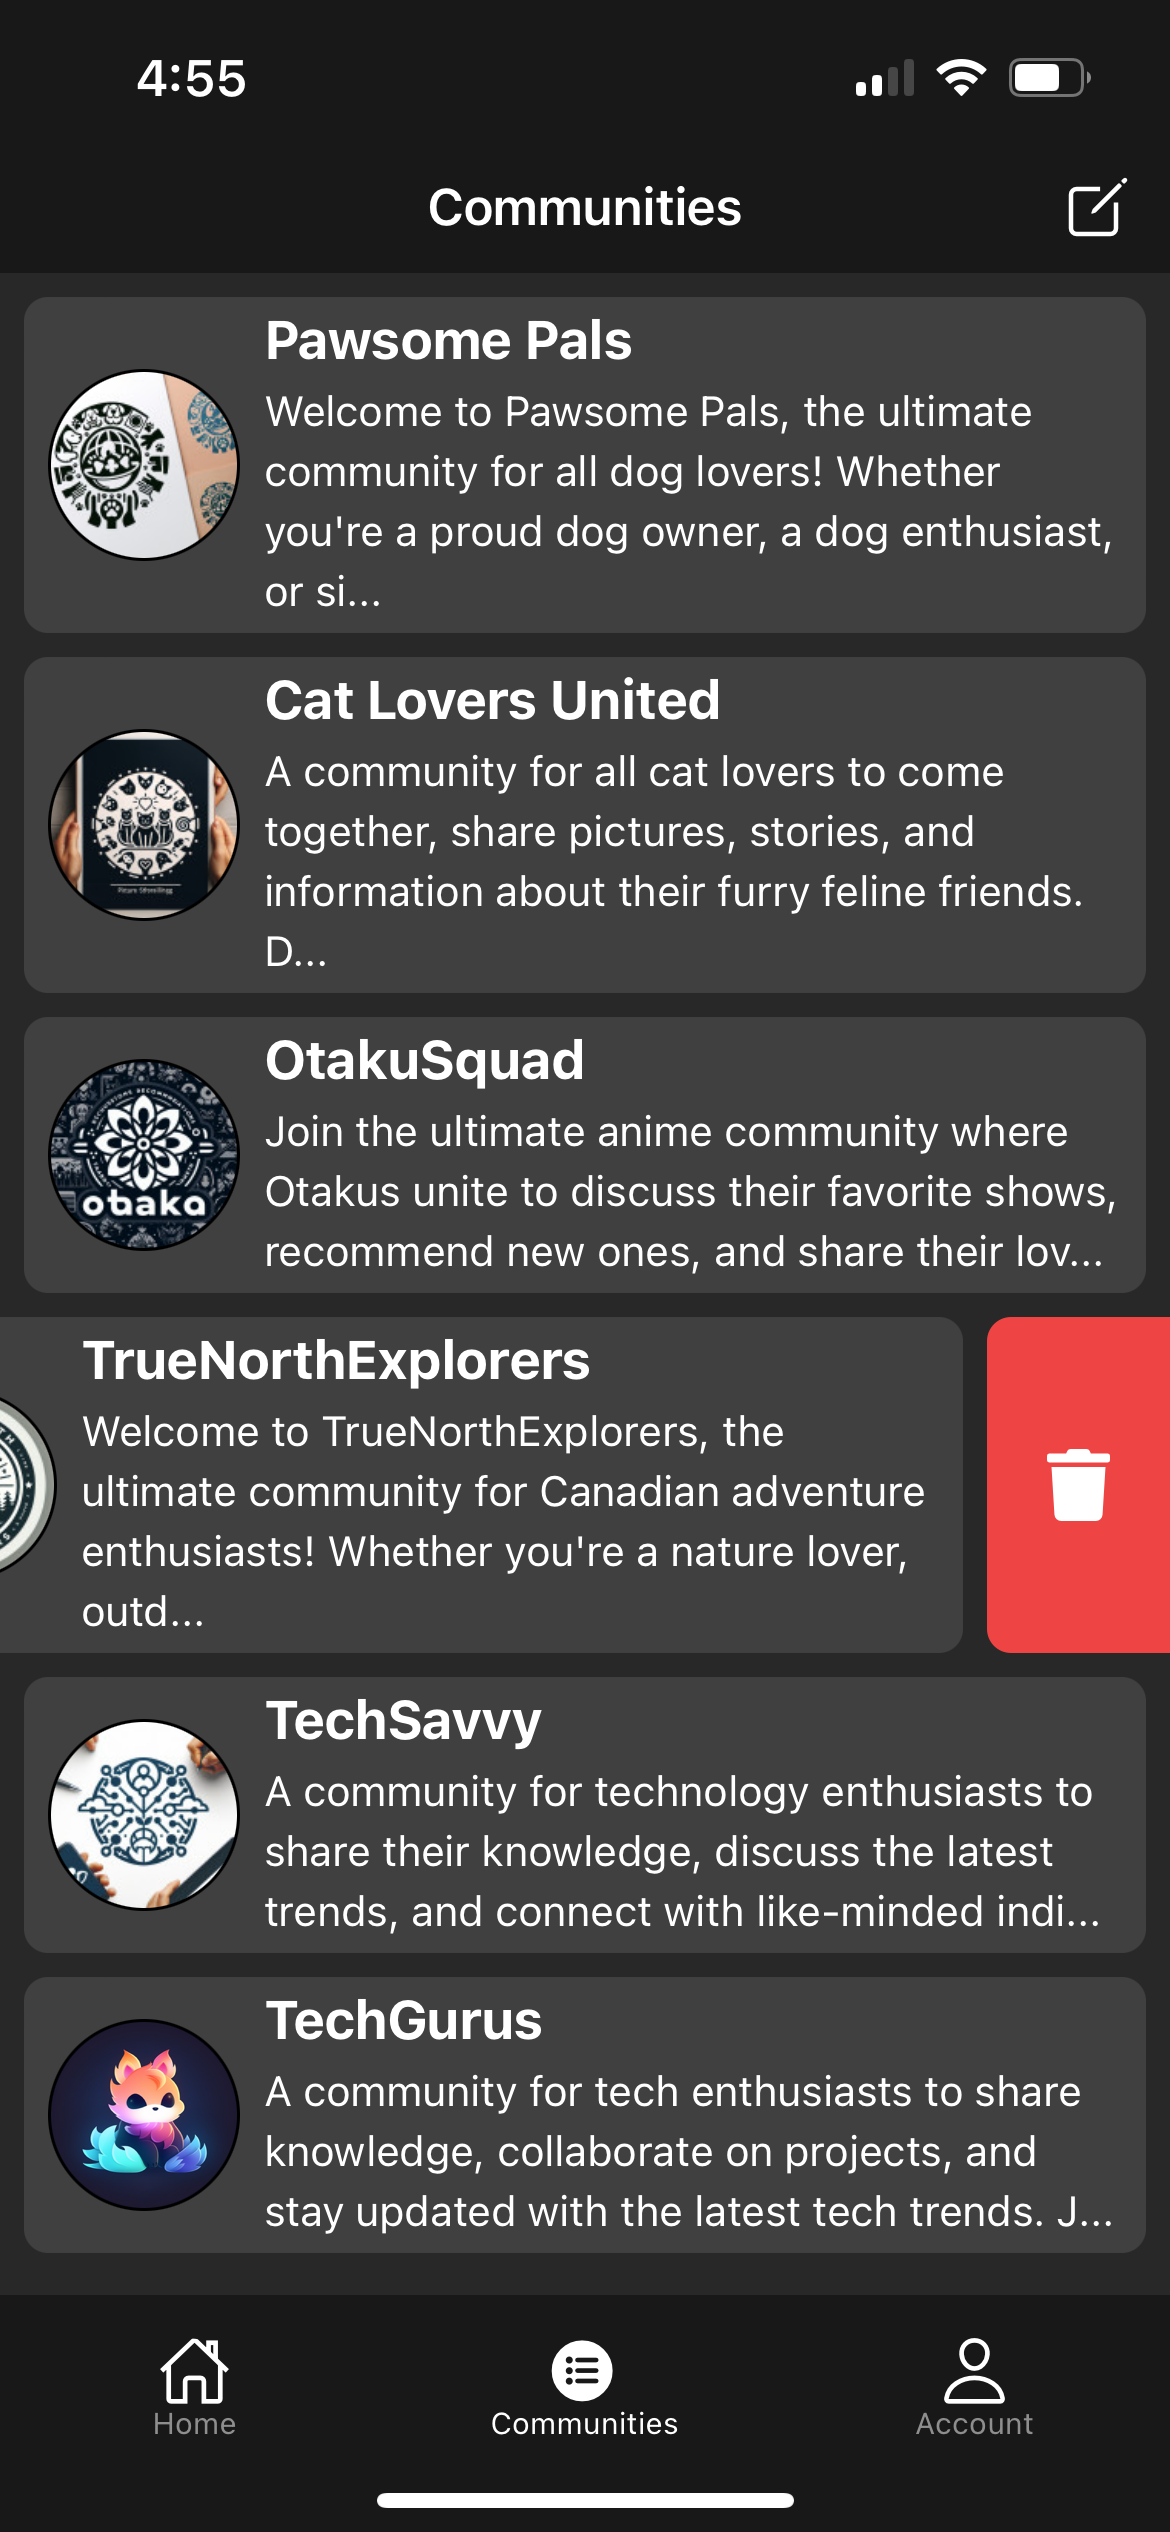 4:55
Communities
Pawsome Pals
Welcome to Pawsome Pals, the ultimate
community for all dog lovers! Whether
you're a proud dog owner, a dog enthusiast,
or si...
Cat Lovers United
A community for all cat lovers to come
together, share pictures, stories, and
information about their furry feline friends.
D...
otaka
OtakuSquad
Join the ultimate anime community where
Otakus unite to discuss their favorite shows,
recommend new ones, and share their lov...
TrueNorthExplorers
Welcome to TrueNorthExplorers, the
ultimate community for Canadian adventure
enthusiasts! Whether you're a nature lover,
outd...
TechSavvy
A community for technology enthusiasts to
share their knowledge, discuss the latest
trends, and connect with like-minded indi...
TechGurus
A community for tech enthusiasts to share
knowledge, collaborate on projects, and
stay updated with the latest tech trends. J...
Home
Communities
Account